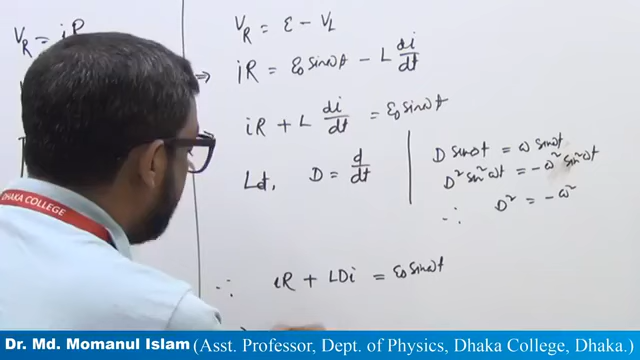 V_R = iR
V_R = ε - V_L
⇒ iR = ε₀ sinωt - L di/dt
iR + L di/dt = ε₀ sinωt
Let, D = d/dt
D sinωt = ω sinωt
D² sin²ωt = -ω² sin²ωt
∴ D² = -ω²
∴ iR + LDi = ε₀ sinωt
DHAKA COLLEGE
Dr. Md. Momanul Islam (Asst. Professor, Dept. of Physics, Dhaka College, Dhaka.)